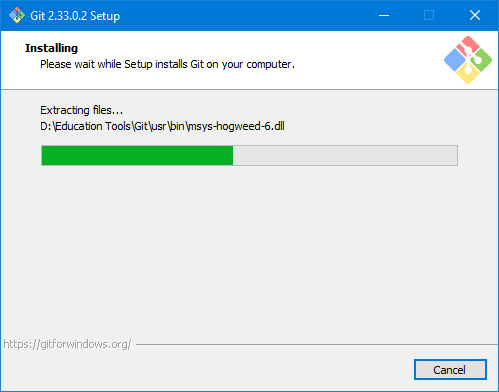 Git 2.33.0.2 Setup
Installing
Please wait while Setup installs Git on your computer.
Extracting files...
D:\Education Tools\Git\usr\bin\msys-hogweed-6.dll
https://gitforwindows.org/
Cancel